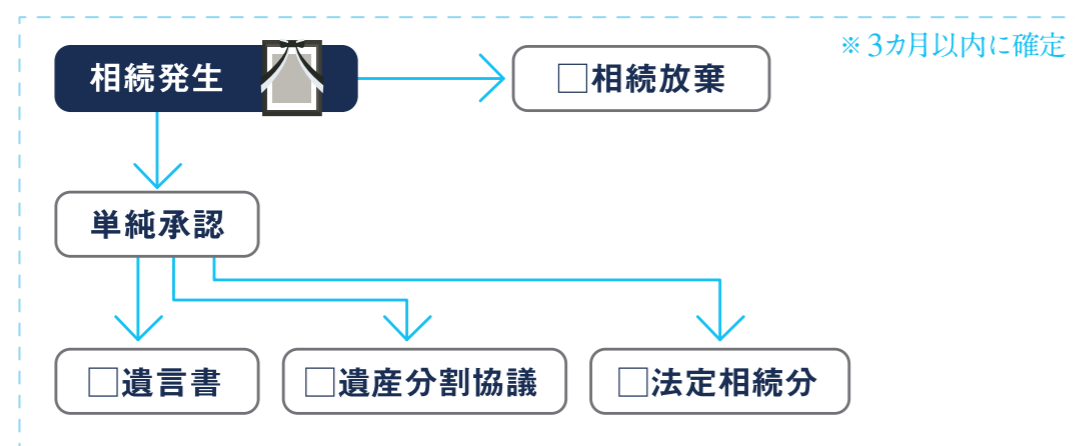 ※3カ月以内に確定
相続発生
□相続放棄
単純承認
□遺言書
□遺産分割協議
□法定相続分